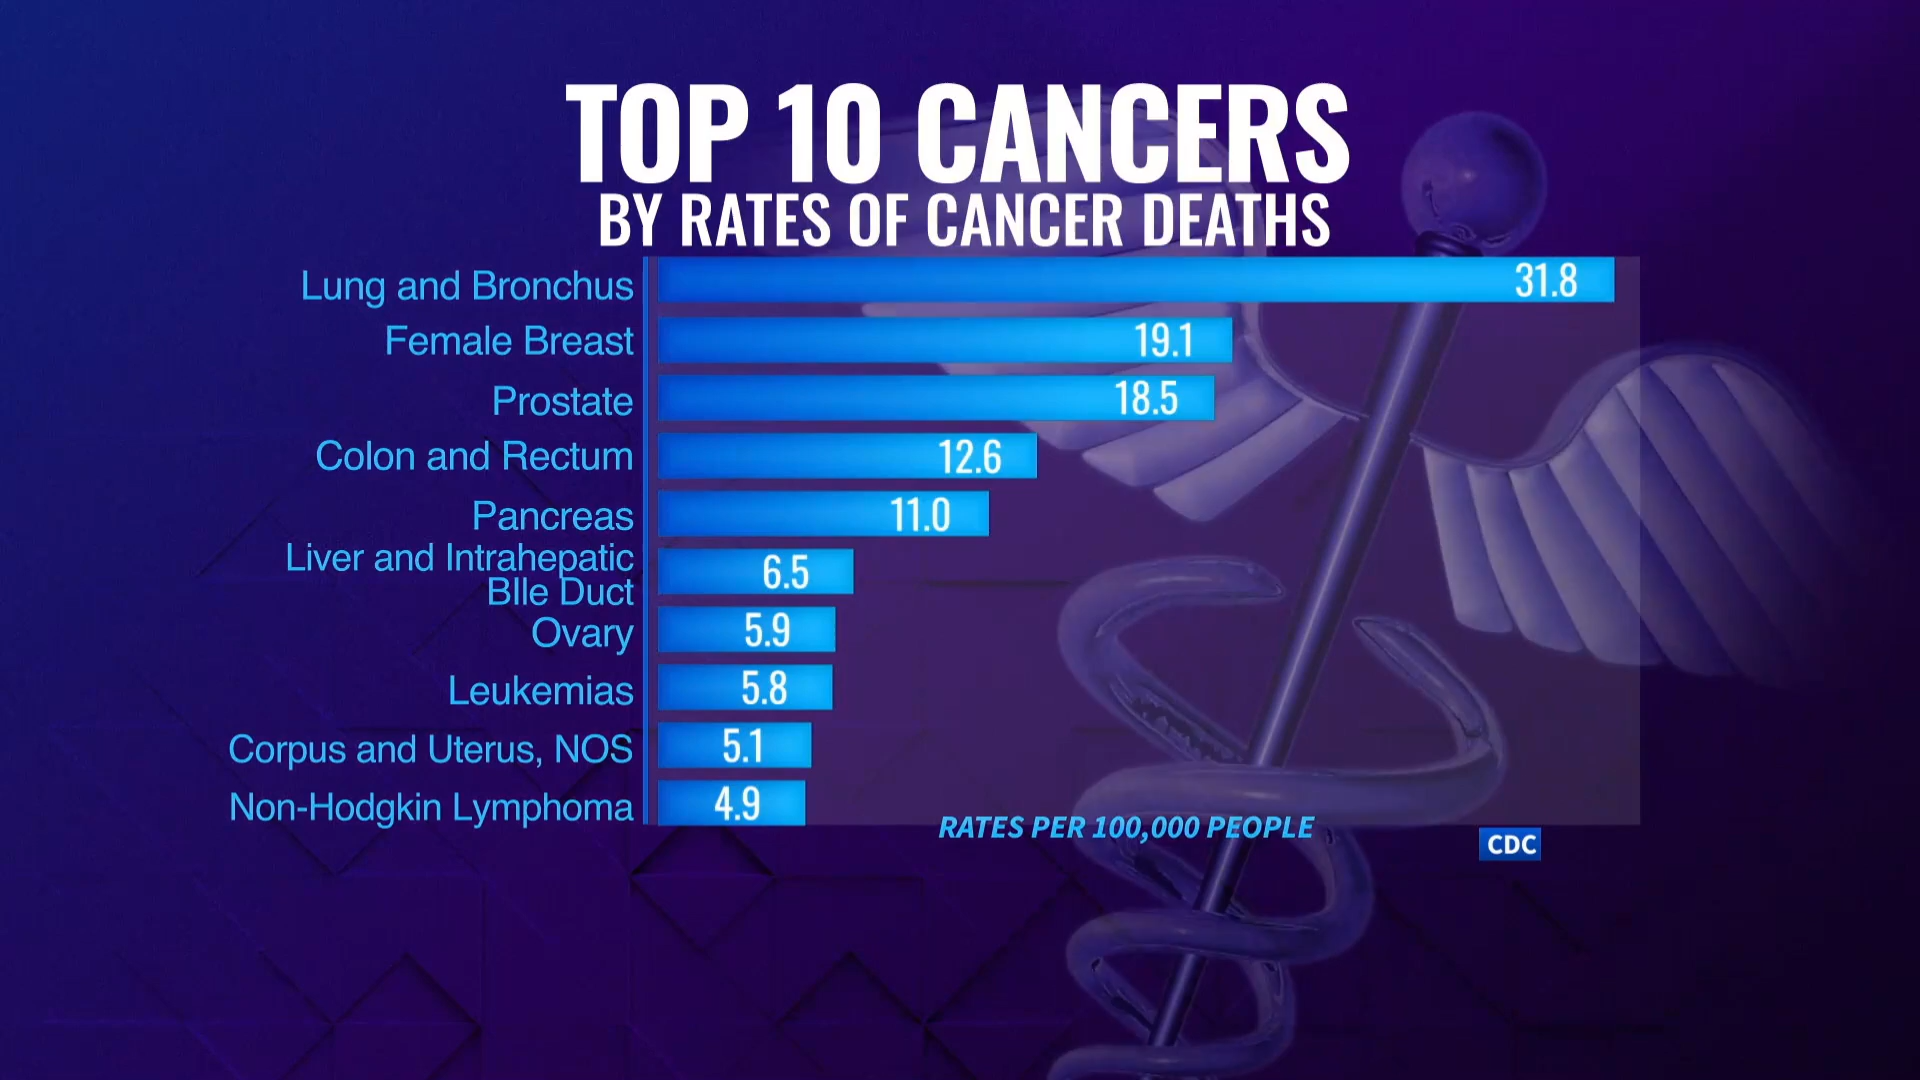 TOP 10 CANCERS
BY RATES OF CANCER DEATHS
Lung and Bronchus 31.8
Female Breast 19.1
Prostate 18.5
Colon and Rectum 12.6
Pancreas 11.0
Liver and Intrahepatic
Blle Duct 6.5
Ovary 5.9
Leukemias 5.8
Corpus and Uterus, NOS 5.1
Non-Hodgkin Lymphoma 4.9
RATES PER 100,000 PEOPLE
CDC